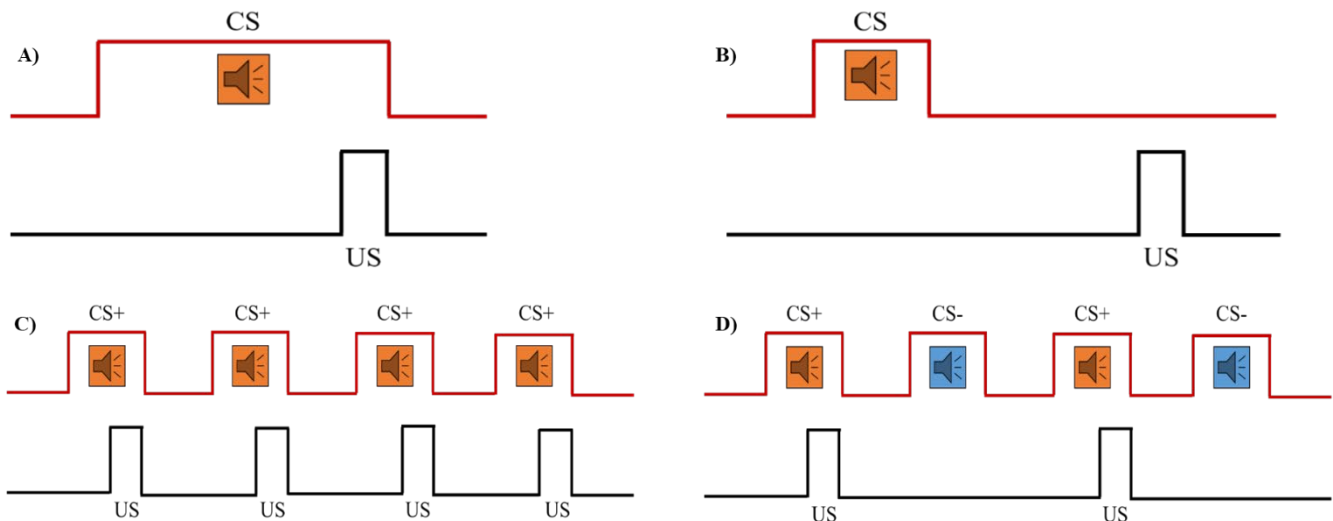 A)
CS
US
B)
CS
US
C)
CS+ CS+ CS+ CS+
US US US US
D)
CS+ CS- CS+ CS-
US US